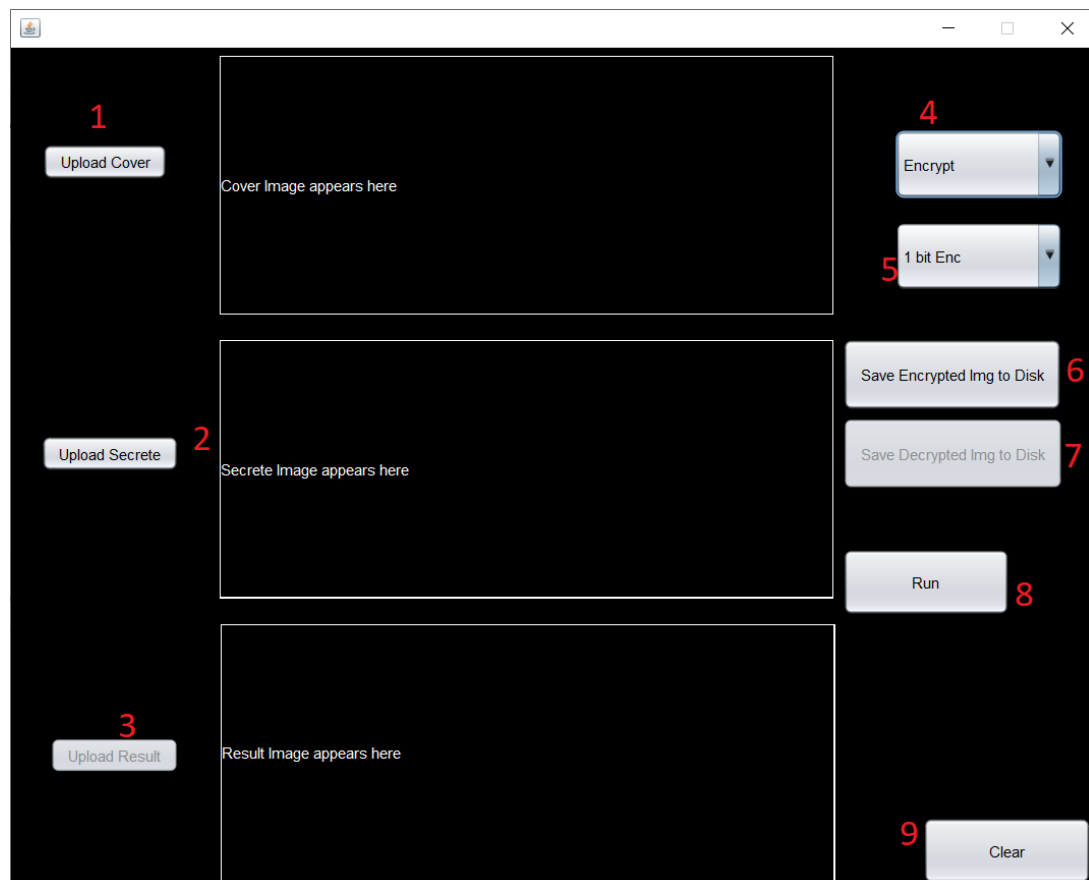 1
4
Upload Cover
Encrypt
Cover Image appears here
5
1 bit Enc
6
Save Encrypted Img to Disk
2
Upload Secrete
7
Save Decrypted Img to Disk
Secrete Image appears here
Run
8
3
Upload Result
Result Image appears here
9
Clear